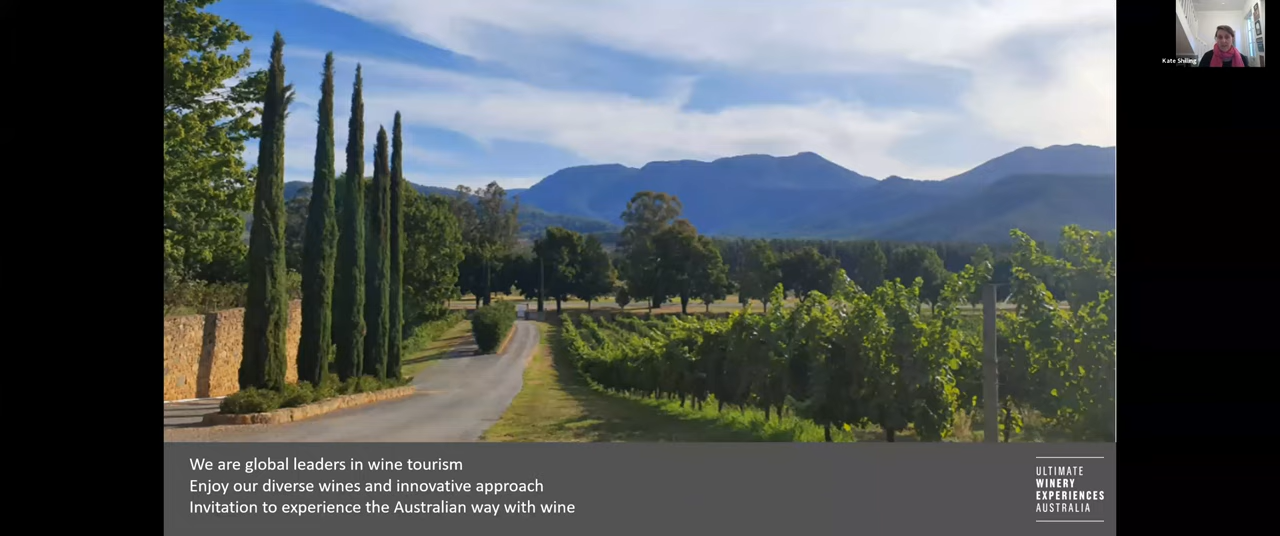 Kate Shiling
We are global leaders in wine tourism
Enjoy our diverse wines and innovative approach
Invitation to experience the Australian way with wine
ULTIMATE
WINERY
EXPERIENCES
AUSTRALIA